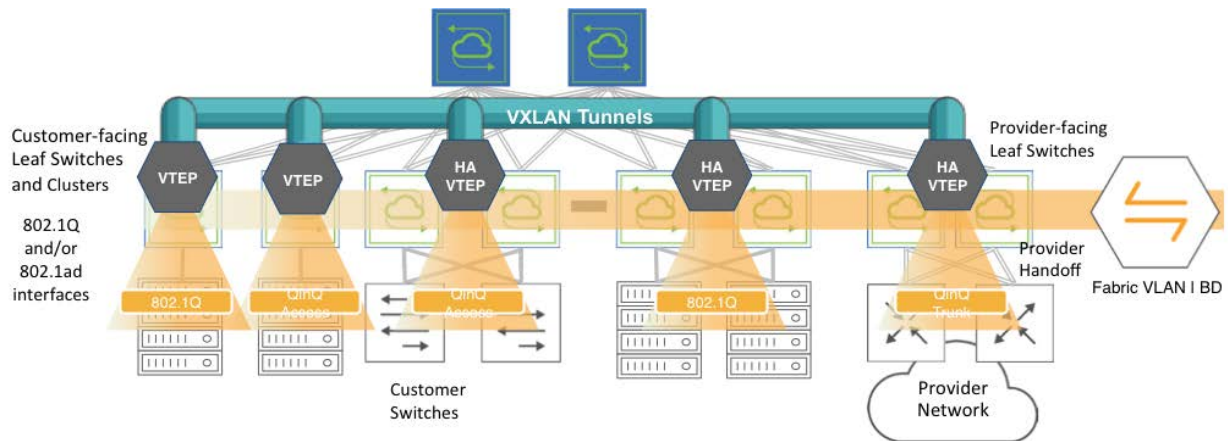 VXLAN Tunnels
Customer-facing
Leaf Switches
and Clusters
802.1Q
and/or
802.1ad
interfaces
VTEP
VTEP
HA
VTEP
HA
VTEP
HA
VTEP
Provider-facing
Leaf Switches
Provider
Handoff
Fabric VLAN I BD
802.1Q
QinQ
Access
QinQ
Access
802.1Q
QinQ
Trunk
Customer
Switches
Provider
Network